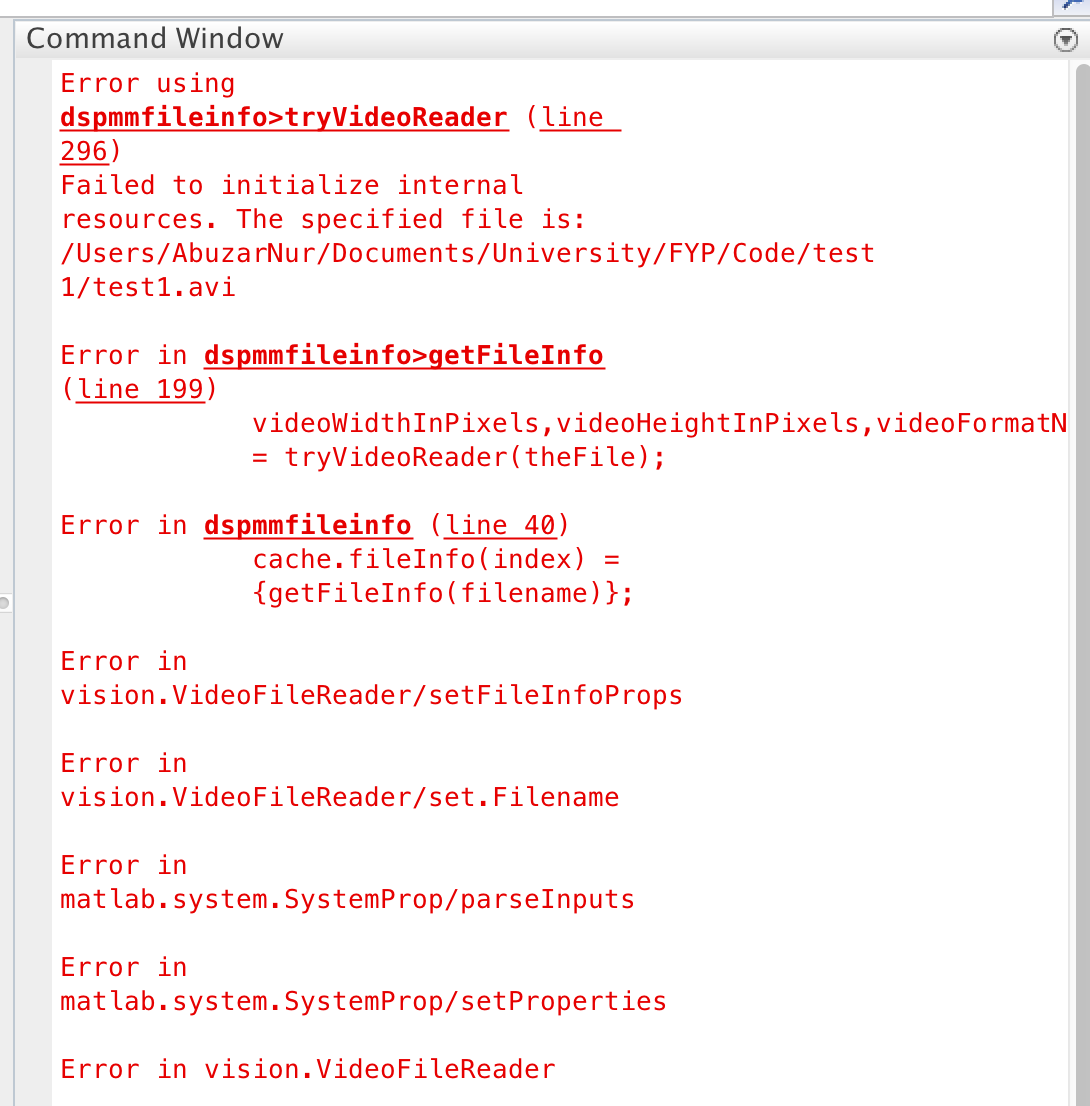 Command Window
Error using
dspmmfileinfo>tryVideoReader (line
296)
Failed to initialize internal
resources. The specified file is:
/Users/AbuzarNur/Documents/University/FYP/Code/test
1/test1.avi
Error in dspmmfileinfo>getFileInfo
(line 199)
videoWidthInPixels,videoHeightInPixels,videoFormatN
= tryVideoReader(theFile);
Error in dspmmfileinfo (line 40)
cache.fileInfo(index) =
{getFileInfo(filename)};
Error in
vision.VideoFileReader/setFileInfoProps
Error in
vision.VideoFileReader/set.Filename
Error in
matlab.system.SystemProp/parseInputs
Error in
matlab.system.SystemProp/setProperties
Error in vision.VideoFileReader